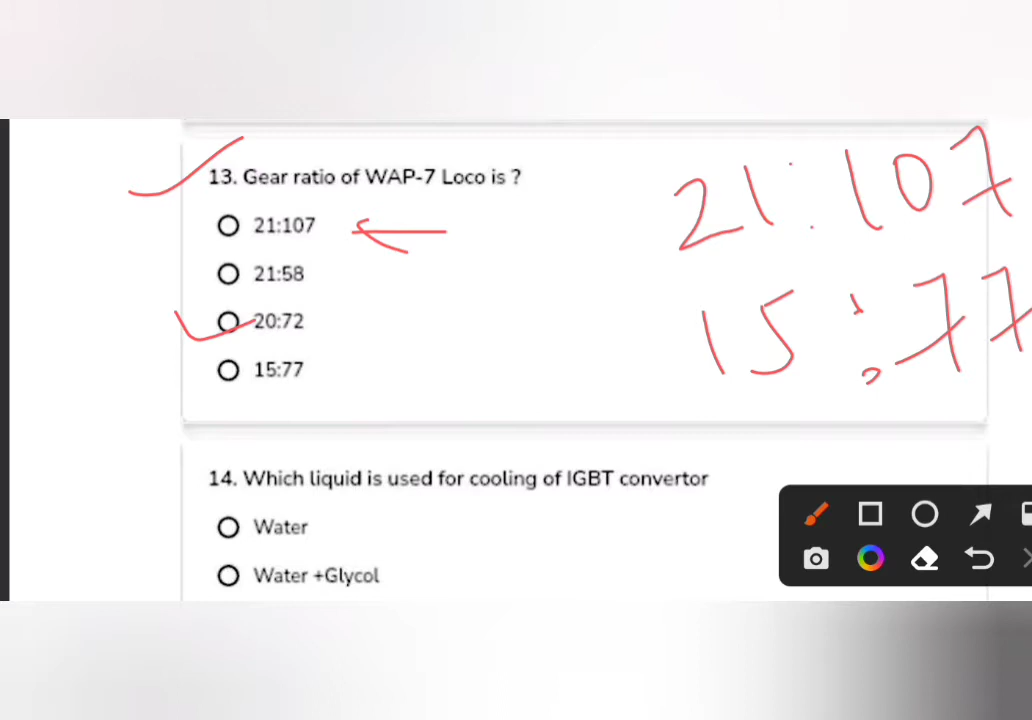 13. Gear ratio of WAP-7 Loco is ?
21:107
21:58
20:72
15:77
21:107
15:77
14. Which liquid is used for cooling of IGBT convertor
Water
Water +Glycol